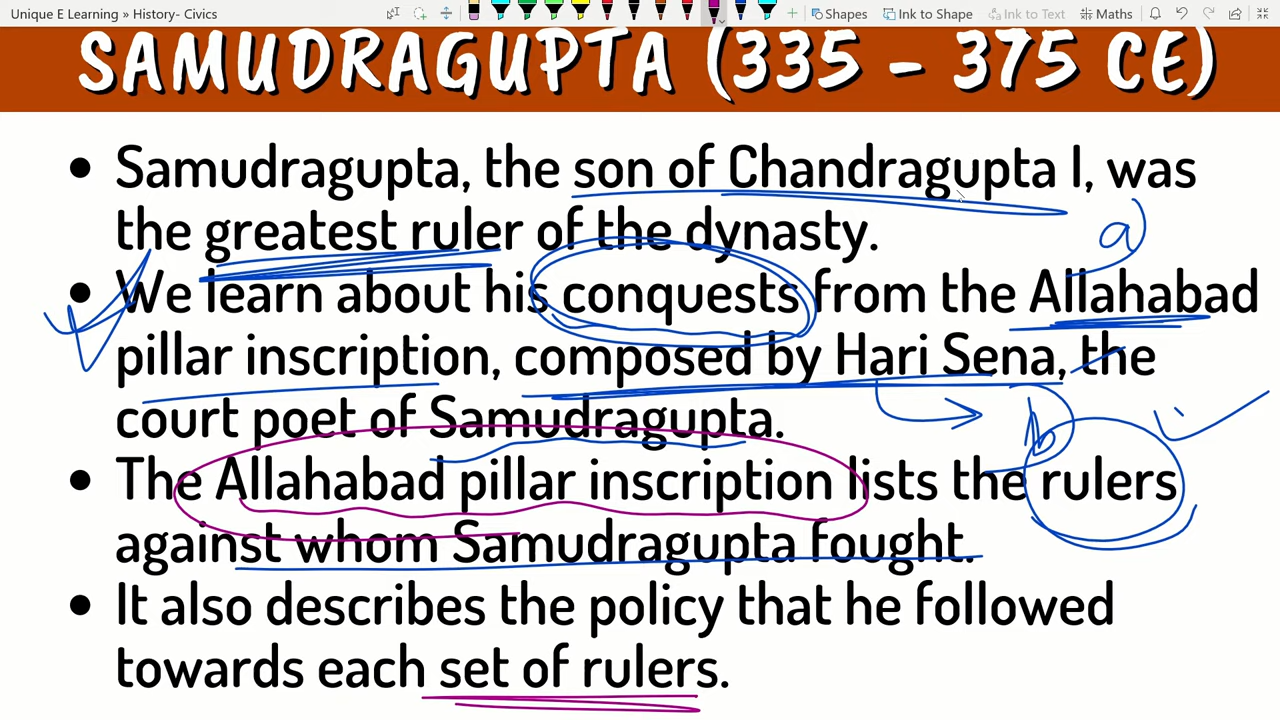 Unique E Learning » History- Civics
Shapes Ink to Shape Ink to Text Maths
SAMUDRAGUPTA (335 - 375 CE)
• Samudragupta, the son of Chandragupta I, was
the greatest ruler of the dynasty.
a)
• We learn about his conquests from the Allahabad
pillar inscription, composed by Hari Sena, the
court poet of Samudragupta.
b)
• The Allahabad pillar inscription lists the rulers
against whom Samudragupta fought.
• It also describes the policy that he followed
towards each set of rulers.